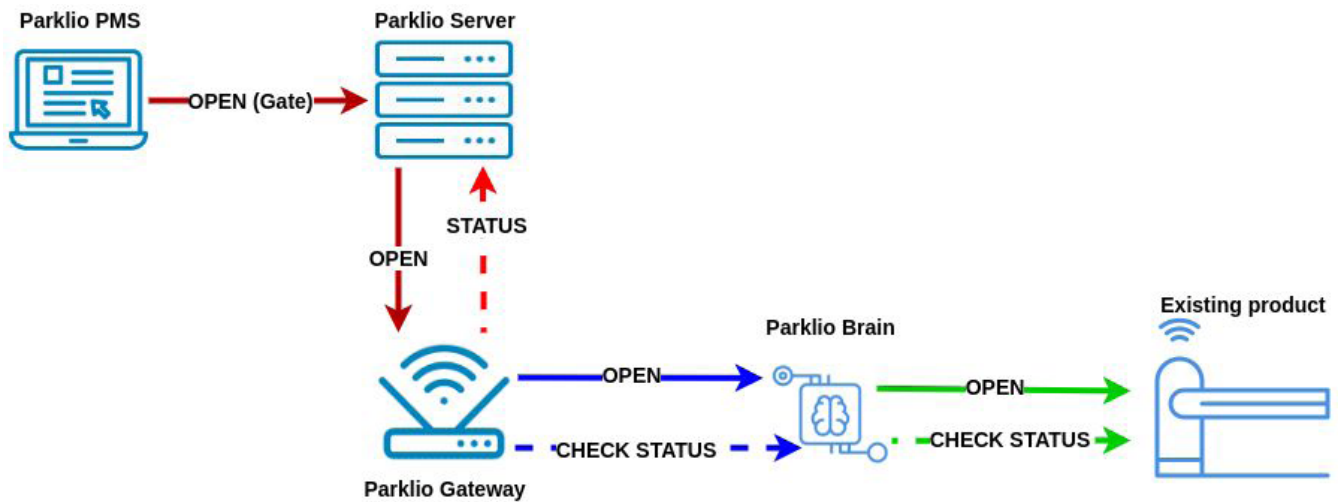 Parklio PMS
Parklio Server
OPEN (Gate)
STATUS
OPEN
Existing product
Parklio Brain
OPEN
OPEN
CHECK STATUS
CHECK STATUS
Parklio Gateway